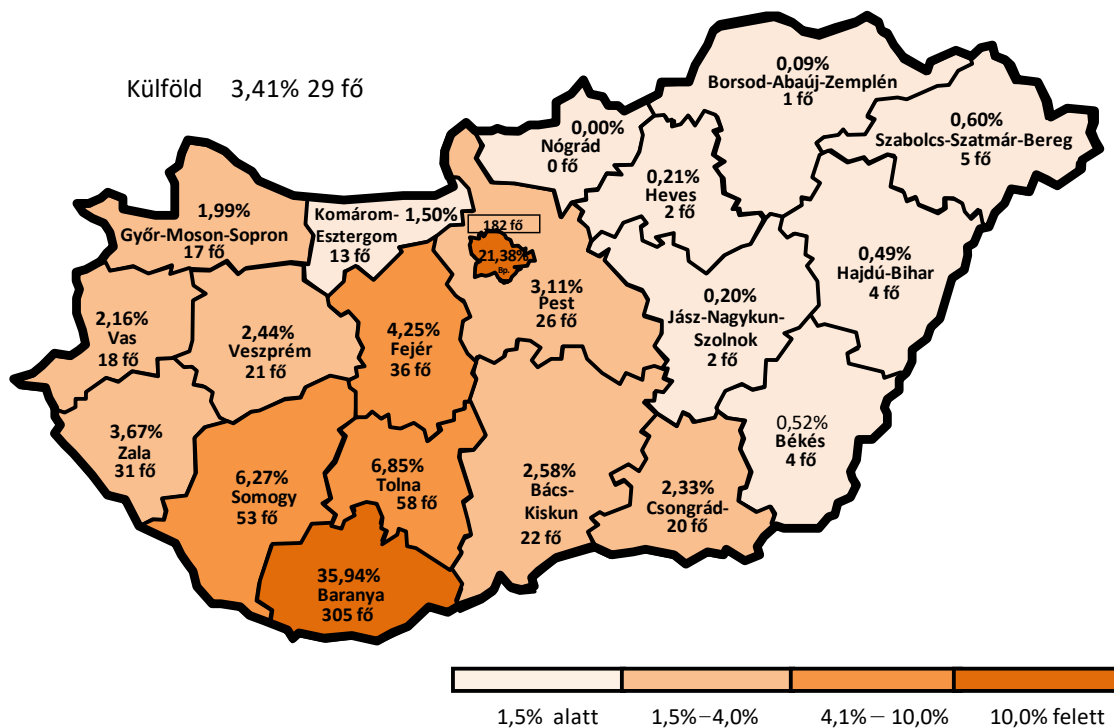 Külföld 3,41% 29 fő
0,09%
Borsod-Abaúj-Zemplén
1 fő
0,60%
Szabolcs-Szatmár-Bereg
5 fő
0,00%
Nógrád
0 fő
0,21%
Heves
2 fő
1,99%
Győr-Moson-Sopron
17 fő
Komárom- 1,50%
Esztergom
13 fő
182 fő
21,38%
Bp.
3,11%
Pest
26 fő
0,49%
Hajdú-Bihar
4 fő
0,20%
Jász-Nagykun-
Szolnok
2 fő
2,16%
Vas
18 fő
2,44%
Veszprém
21 fő
4,25%
Fejér
36 fő
3,67%
Zala
31 fő
6,27%
Somogy
53 fő
6,85%
Tolna
58 fő
2,58%
Bács-
Kiskun
22 fő
2,33%
Csongrád-
20 fő
0,52%
Békés
4 fő
35,94%
Baranya
305 fő
1,5% alatt
1,5%–4,0%
4,1%– 10,0%
10,0% felett